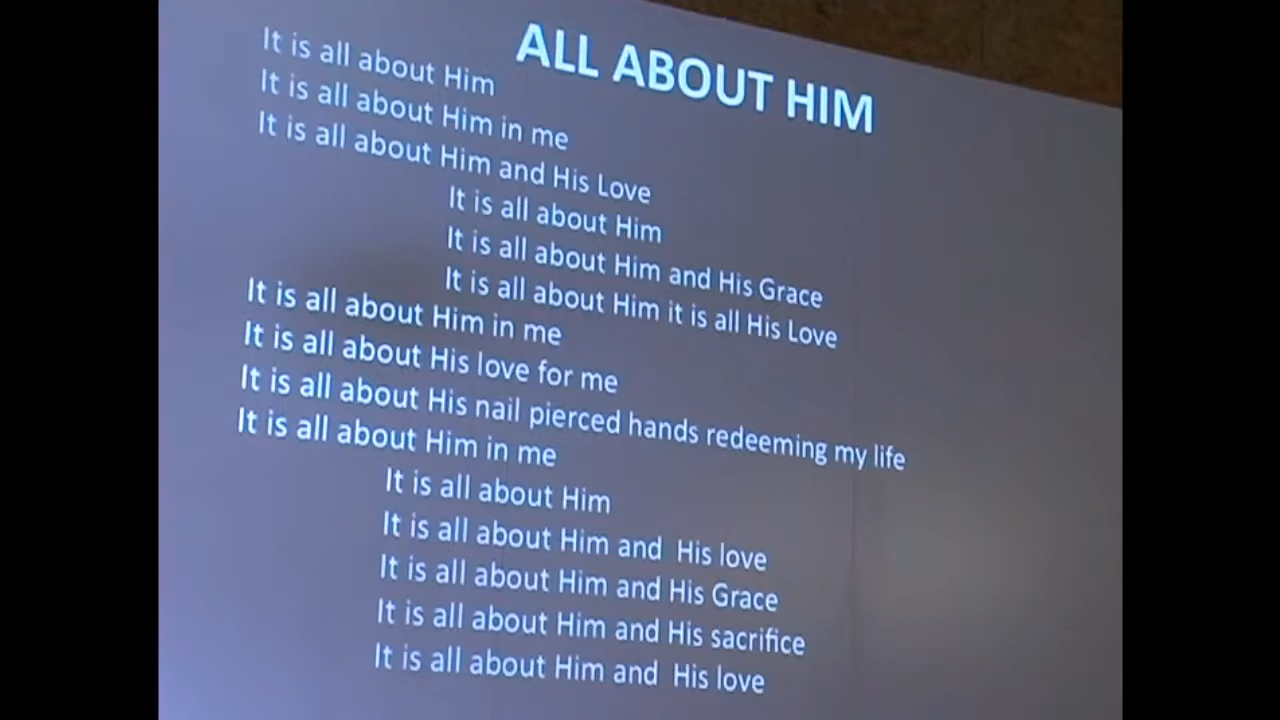 ALL ABOUT HIM
It is all about Him
It is all about Him in me
It is all about Him and His Love
It is all about Him
It is all about Him and His Grace
It is all about Him it is all His Love
It is all about Him in me
It is all about His love for me
It is all about His nail pierced hands redeeming my life
It is all about Him in me
It is all about Him
It is all about Him and His love
It is all about Him and His Grace
It is all about Him and His sacrifice
It is all about Him and His love